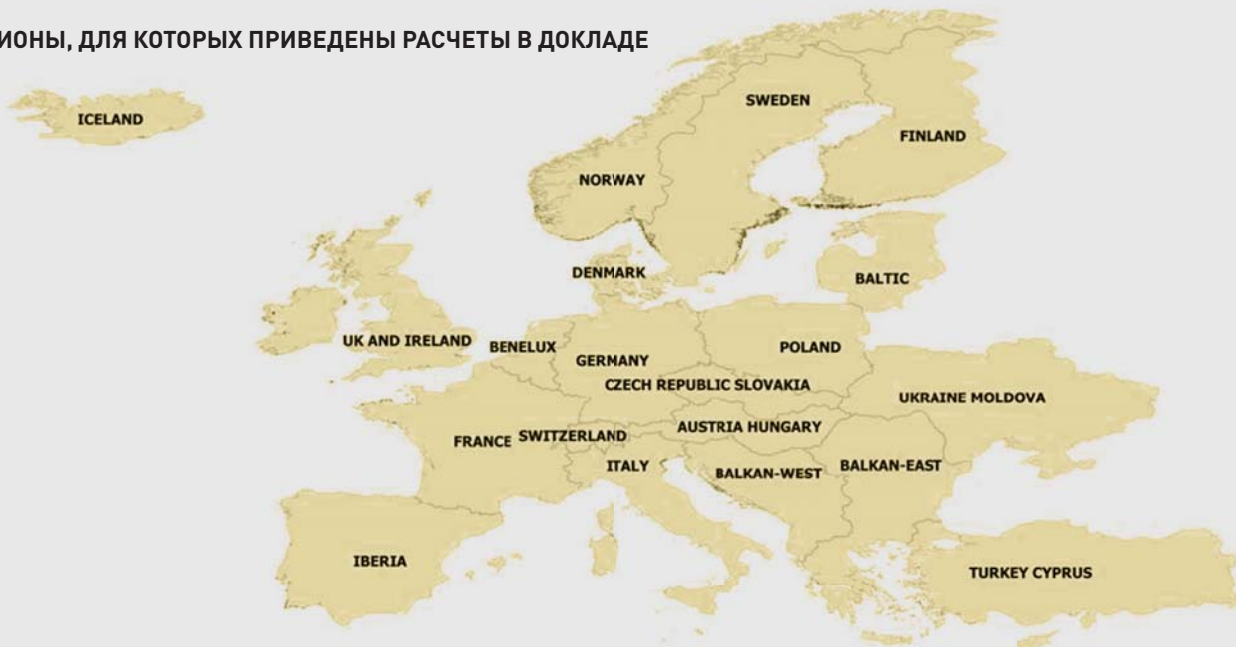 ИОНЫ, ДЛЯ КОТОРЫХ ПРИВЕДЕНЫ РАСЧЕТЫ В ДОКЛАДЕ
ICELAND
SWEDEN
FINLAND
NORWAY
DENMARK
BALTIC
UK AND IRELAND
BENELUX
GERMANY
POLAND
CZECH REPUBLIC SLOVAKIA
UKRAINE MOLDOVA
AUSTRIA HUNGARY
FRANCE
SWITZERLAND
ITALY
BALKAN-WEST
BALKAN-EAST
IBERIA
TURKEY CYPRUS